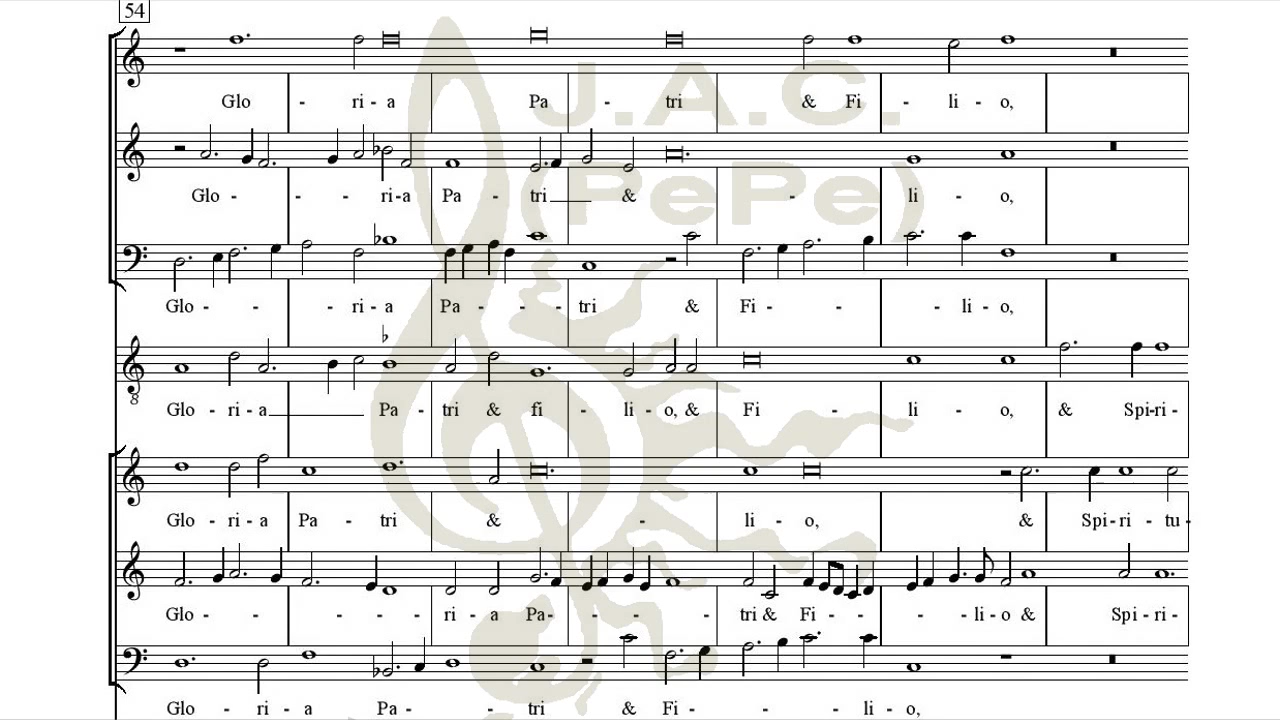 54
Glo - ri - a Pa - tri & Fi - li - o,
Glo - - - ri-a Pa - tri & - li - o,
Glo - - - ri - a Pa - - - tri & Fi - - - li - o,
Glo - ri - a Pa - tri & fi - li - o, & Fi - li - o, & Spi-ri -
Glo - ri - a Pa - tri & - li - o, & Spi - ri - tu -
Glo - - - - - ri - a Pa- - - - tri & Fi - - - li - o & Spi - ri -
Glo - ri - a Pa - - tri & Fi - - - li - o,
J.A.C.
(PePe)
8